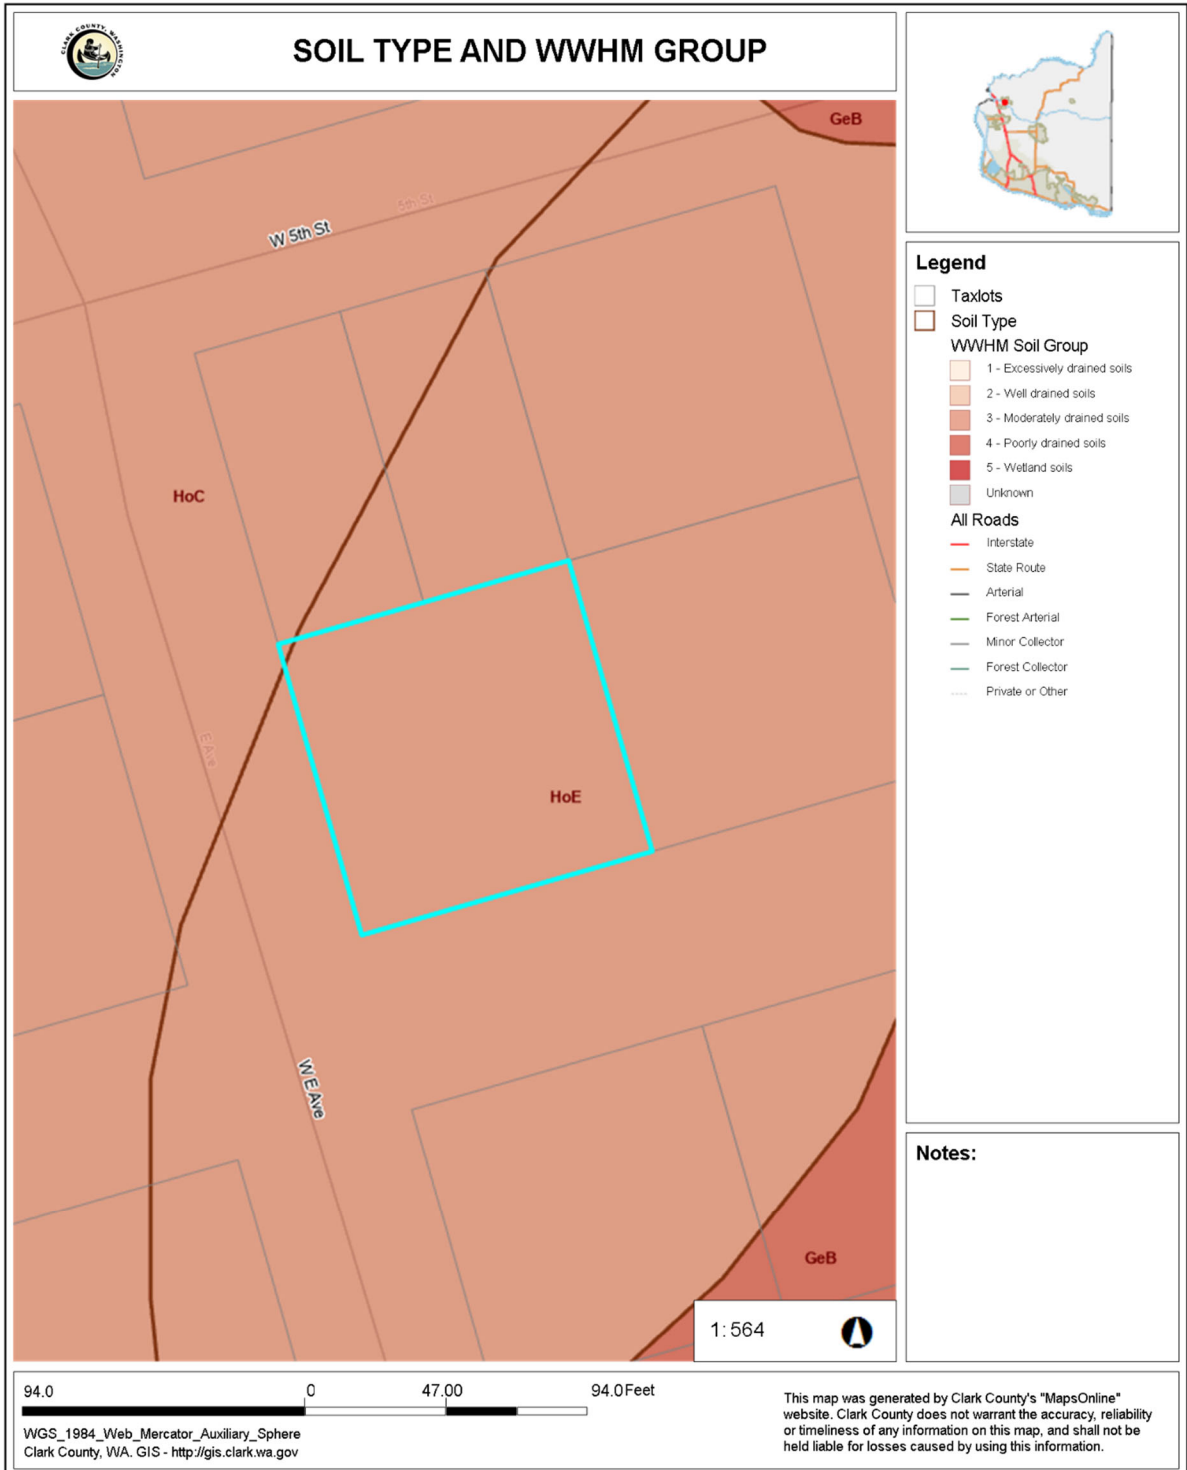 CLARK COUNTY, WASHINGTON
SOIL TYPE AND WWHM GROUP
GeB
5th St
W 5th St
HoC
E Ave
HoE
W E Ave
GeB
1: 564
Legend
Taxlots
Soil Type
WWHM Soil Group
1 - Excessively drained soils
2 - Well drained soils
3 - Moderately drained soils
4 - Poorly drained soils
5 - Wetland soils
Unknown
All Roads
Interstate
State Route
Arterial
Forest Arterial
Minor Collector
Forest Collector
Private or Other
Notes:
94.0 0 47.00 94.0 Feet
WGS_1984_Web_Mercator_Auxiliary_Sphere
Clark County, WA. GIS - http://gis.clark.wa.gov
This map was generated by Clark County's "MapsOnline"
website. Clark County does not warrant the accuracy, reliability
or timeliness of any information on this map, and shall not be
held liable for losses caused by using this information.